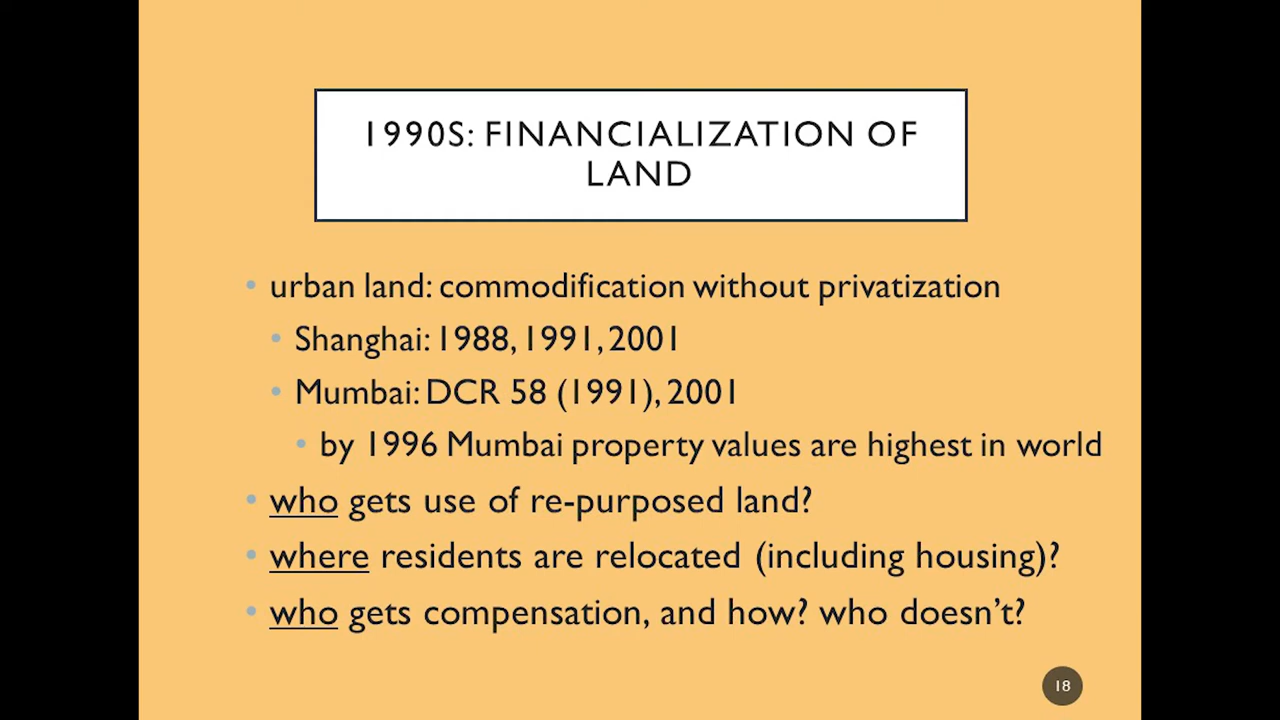 1990S: FINANCIALIZATION OF
LAND
• urban land: commodification without privatization
• Shanghai: 1988, 1991, 2001
• Mumbai: DCR 58 (1991), 2001
• by 1996 Mumbai property values are highest in world
• who gets use of re-purposed land?
• where residents are relocated (including housing)?
• who gets compensation, and how? who doesn't?
18